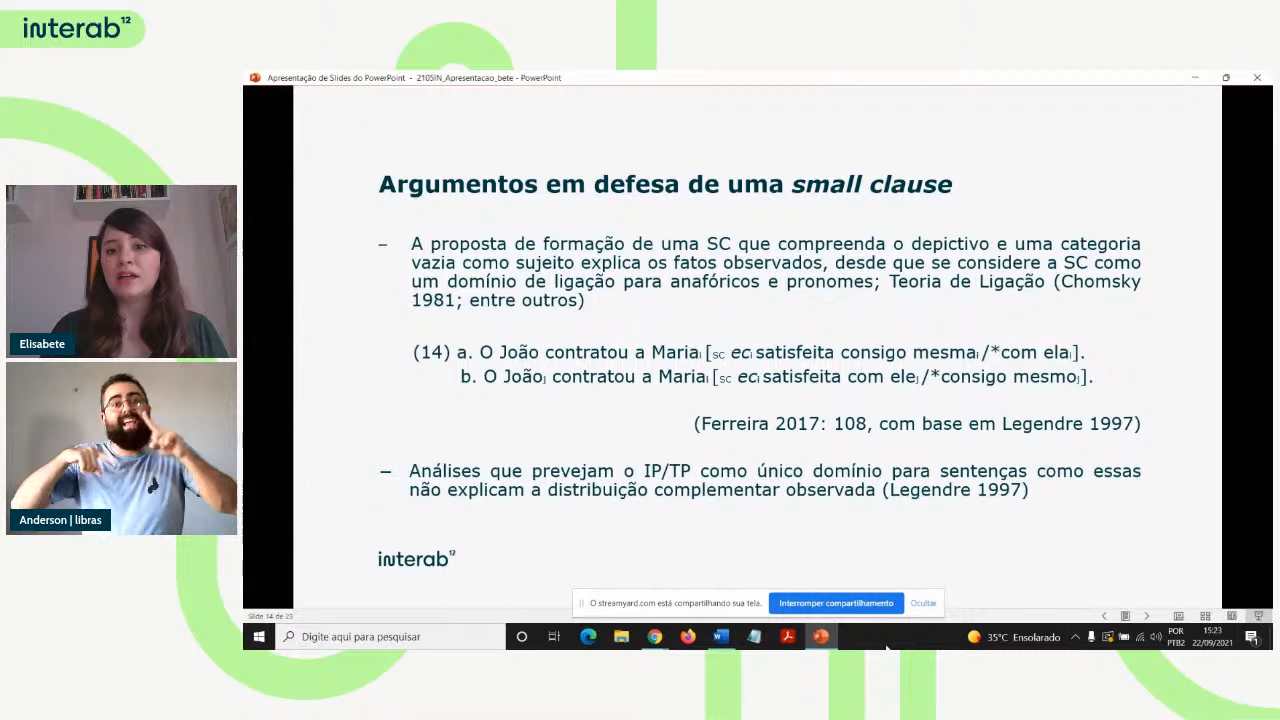 interab¹²
Apresentação de Slides do PowerPoint - 2105IN_Apresentacao_bete - PowerPoint
Argumentos em defesa de uma small clause
– A proposta de formação de uma SC que compreenda o depictivo e uma categoria
vazia como sujeito explica os fatos observados, desde que se considere a SC como
um domínio de ligação para anafóricos e pronomes; Teoria de Ligação (Chomsky
1981; entre outros)
(14) a. O João contratou a Mariaᵢ [SC ecᵢ satisfeita consigo mesmaᵢ/*com elaᵢ].
b. O Joãoⱼ contratou a Mariaᵢ [SC ecᵢ satisfeita com eleⱼ/*consigo mesmoⱼ].
(Ferreira 2017: 108, com base em Legendre 1997)
– Análises que prevejam o IP/TP como único domínio para sentenças como essas
não explicam a distribuição complementar observada (Legendre 1997)
interab¹²
Elisabete
Anderson | libras
O streamyard.com está compartilhando sua tela.
Interromper compartilhamento
Ocultar
Slide 14 de 23
Digite aqui para pesquisar
35°C Ensolarado
POR
PTB2
15:23
22/09/2021